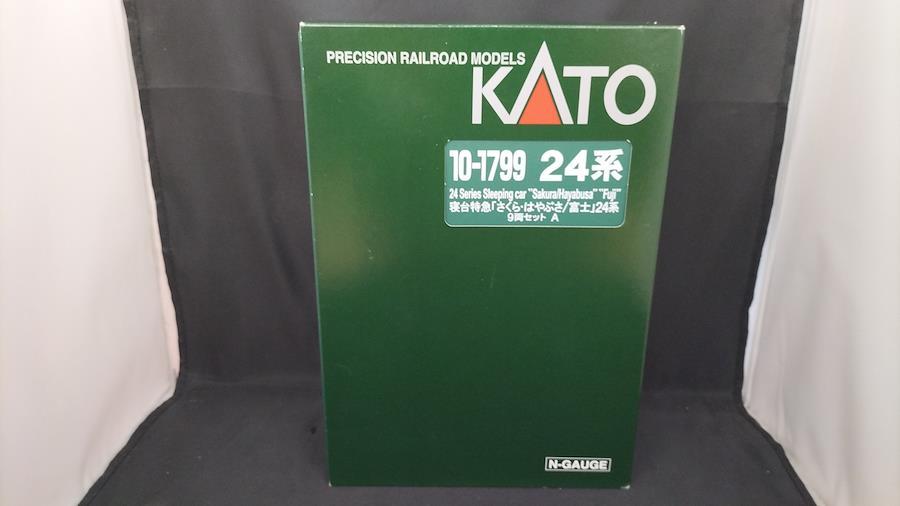 PRECISION RAILROAD MODELS
KATO
10-1799 24系
24 Series Sleeping car "Sakura/Hayabusa" "Fuji"
寝台特急「さくら・はやぶさ/富士」24系
9両セット A
N-GAUGE